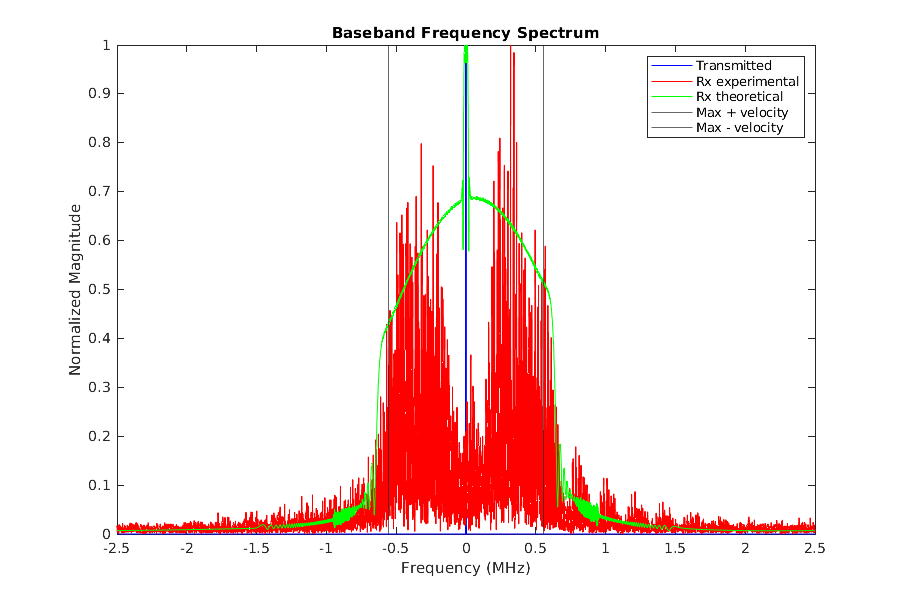 Baseband Frequency Spectrum
Transmitted
Rx experimental
Rx theoretical
Max + velocity
Max - velocity
Normalized Magnitude
1
0.9
0.8
0.7
0.6
0.5
0.4
0.3
0.2
0.1
0
-2.5 -2 -1.5 -1 -0.5 0 0.5 1 1.5 2 2.5
Frequency (MHz)